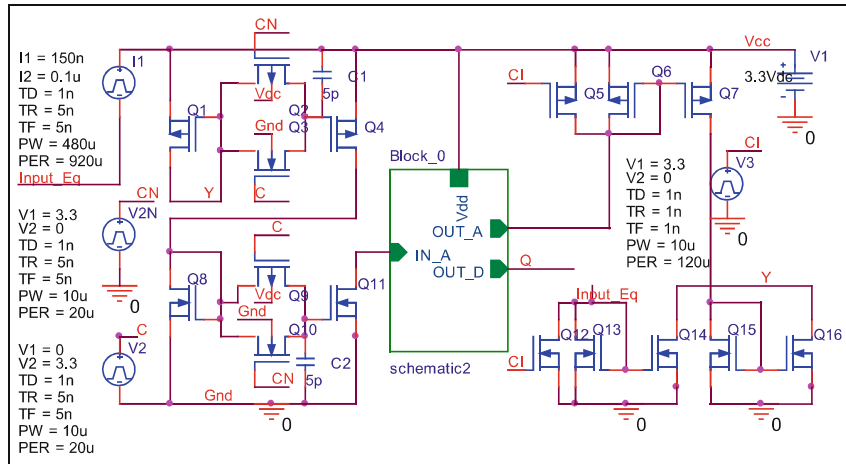 CN
Vcc
V1
3.3Vdc
0
I1 = 150n
I2 = 0.1u
TD = 1n
TR = 5n
TF = 5n
PW = 480u
PER = 920u
I1
Input_Eq
Q1
Vcc
Q2
Q3
Gnd
C1
5p
Q4
Y
C
CI
Q5
Q6
Q7
V1 = 3.3
V2 = 0
TD = 1n
TR = 1n
TF = 1n
PW = 10u
PER = 120u
CI
V3
0
Block_0
Vdd
OUT_A
IN_A
OUT_D
Q
schematic2
CN
V2N
0
V1 = 3.3
V2 = 0
TD = 1n
TR = 5n
TF = 5n
PW = 10u
PER = 20u
C
V2
V1 = 0
V2 = 3.3
TD = 1n
TR = 5n
TF = 5n
PW = 10u
PER = 20u
Q8
C
Vcc
Q9
Gnd
Q10
Q11
C2
5p
CN
Gnd
0
Input_Eq
Y
CI
Q12
Q13
Q14
Q15
Q16
0
0